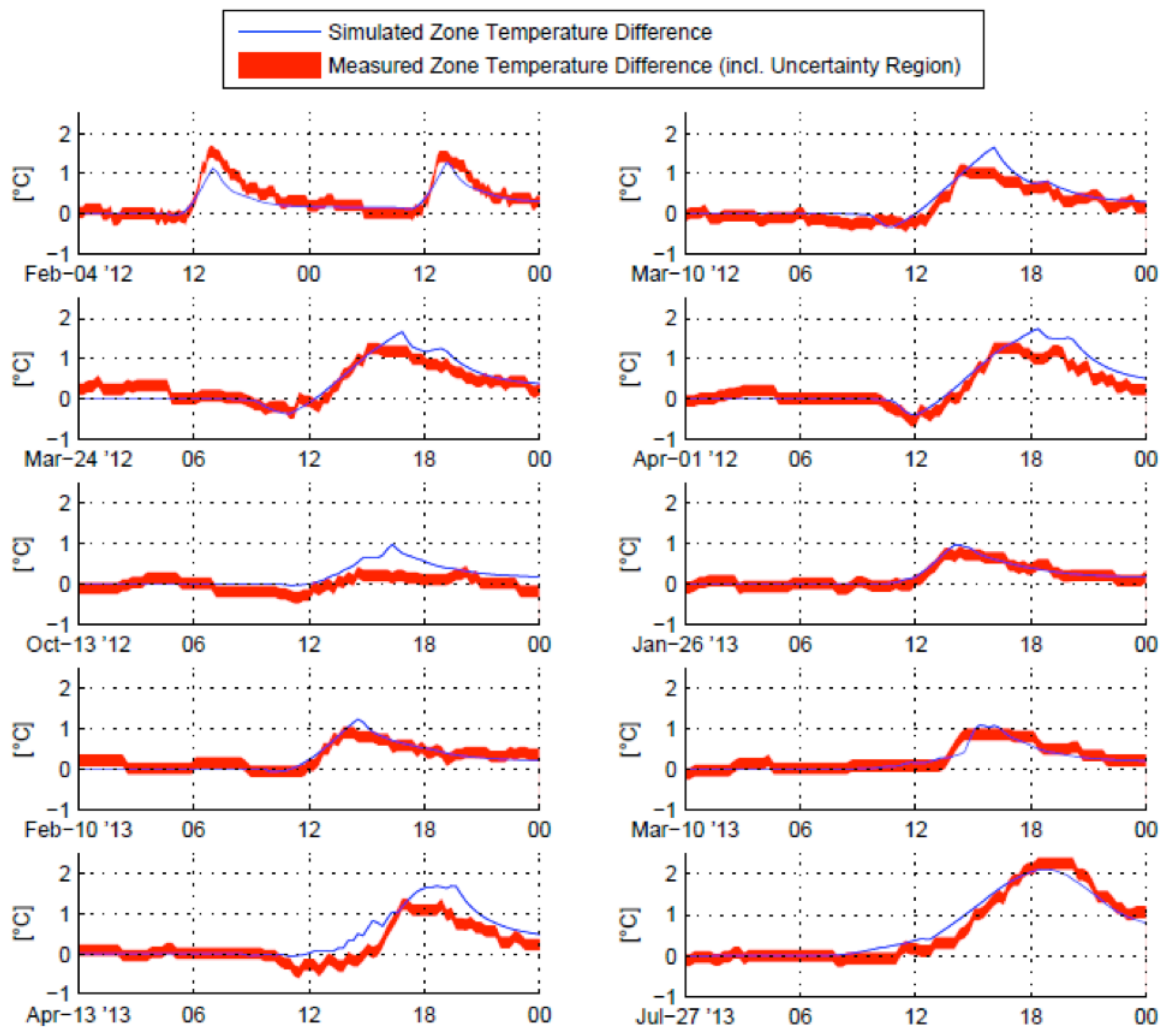 Simulated Zone Temperature Difference
Measured Zone Temperature Difference (incl. Uncertainty Region)
[°C]
2
1
0
−1
Feb−04 '12 12 00 12 00
[°C]
2
1
0
−1
Mar−10 '12 06 12 18 00
[°C]
2
1
0
−1
Mar−24 '12 06 12 18 00
[°C]
2
1
0
−1
Apr−01 '12 06 12 18 00
[°C]
2
1
0
−1
Oct−13 '12 06 12 18 00
[°C]
2
1
0
−1
Jan−26 '13 06 12 18 00
[°C]
2
1
0
−1
Feb−10 '13 06 12 18 00
[°C]
2
1
0
−1
Mar−10 '13 06 12 18 00
[°C]
2
1
0
−1
Apr−13 '13 06 12 18 00
[°C]
2
1
0
−1
Jul−27 '13 06 12 18 00